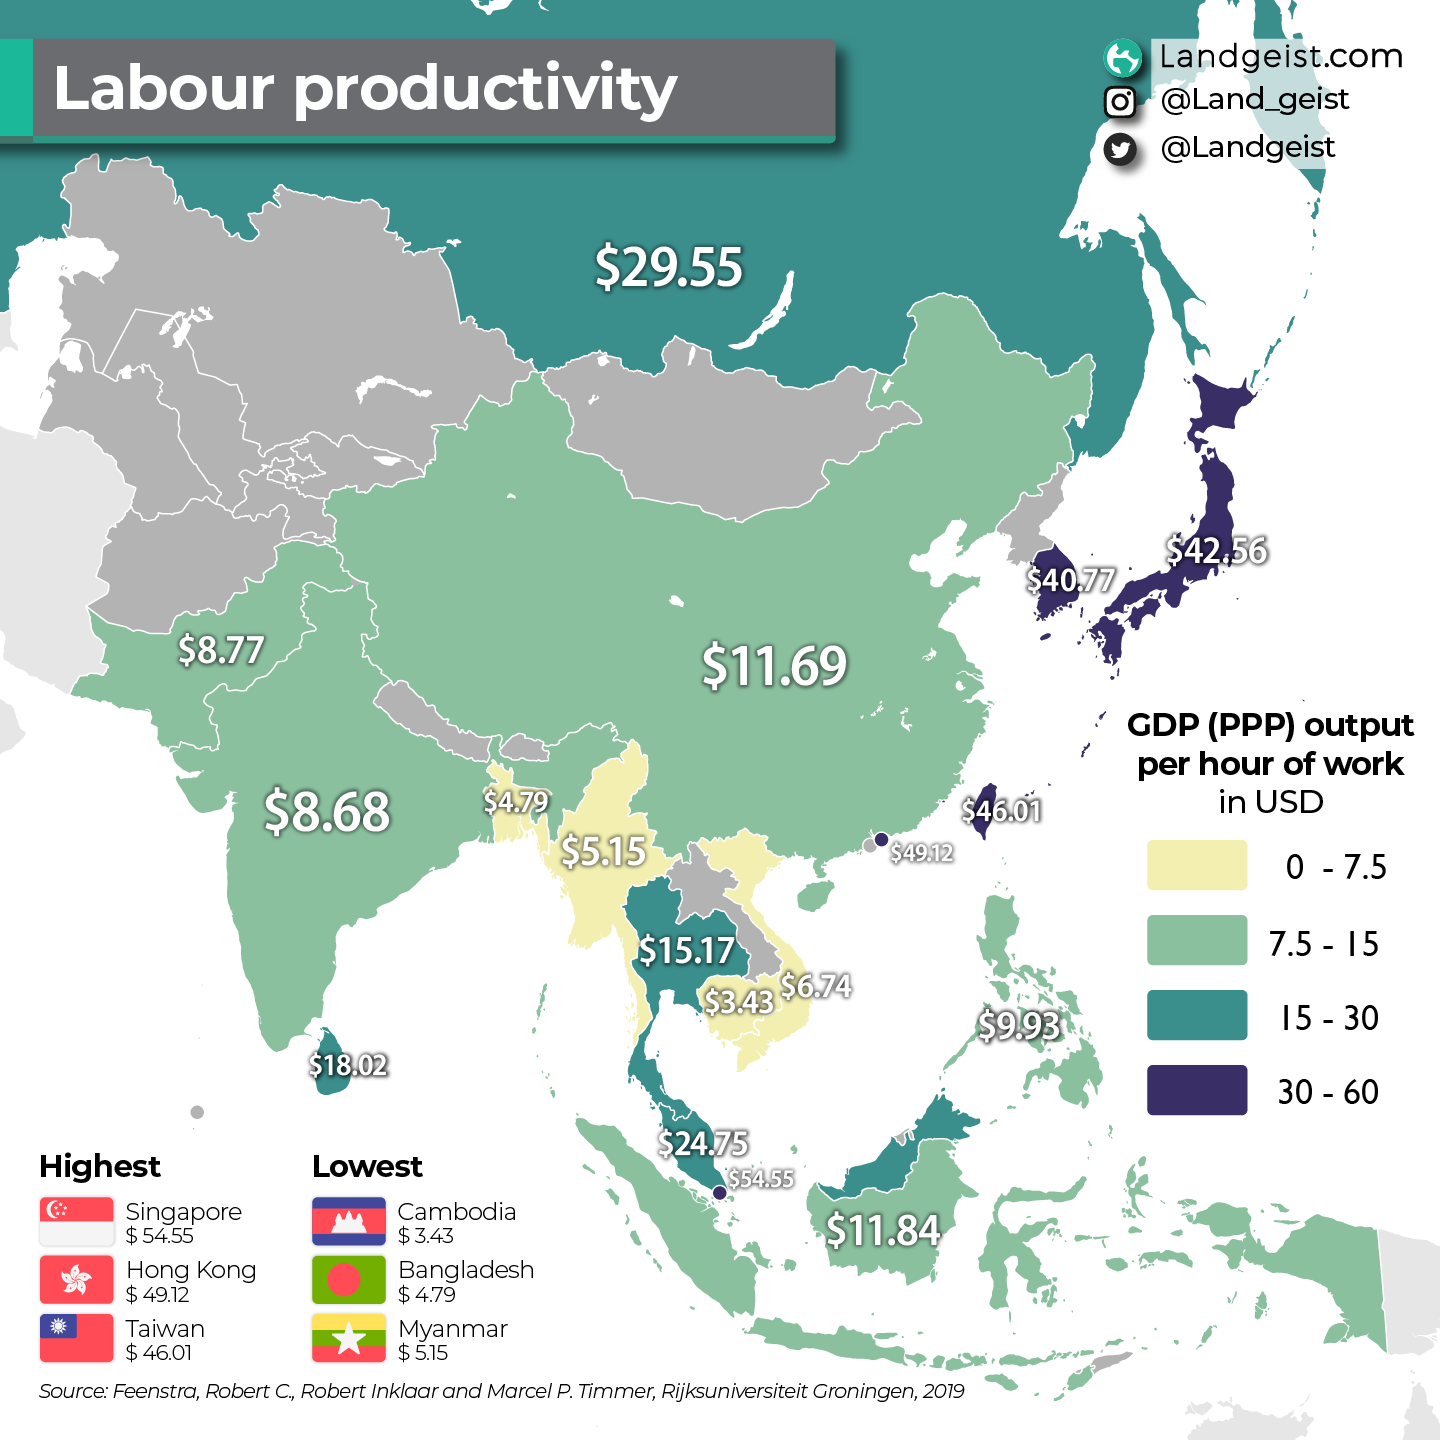 Labour productivity
Landgeist.com
@Land_geist
@Landgeist
$29.55
$42.56
$40.77
$8.77
$11.69
GDP (PPP) output
per hour of work
in USD
$8.68
$4.79
$46.01
$5.15
$49.12
0 - 7.5
$15.17
7.5 - 15
$6.74
$3.43
$9.93
15 - 30
$18.02
30 - 60
$24.75
$54.55
$11.84
Highest
Singapore
$ 54.55
Hong Kong
$ 49.12
Taiwan
$ 46.01
Lowest
Cambodia
$ 3.43
Bangladesh
$ 4.79
Myanmar
$ 5.15
Source: Feenstra, Robert C., Robert Inklaar and Marcel P. Timmer, Rijksuniversiteit Groningen, 2019